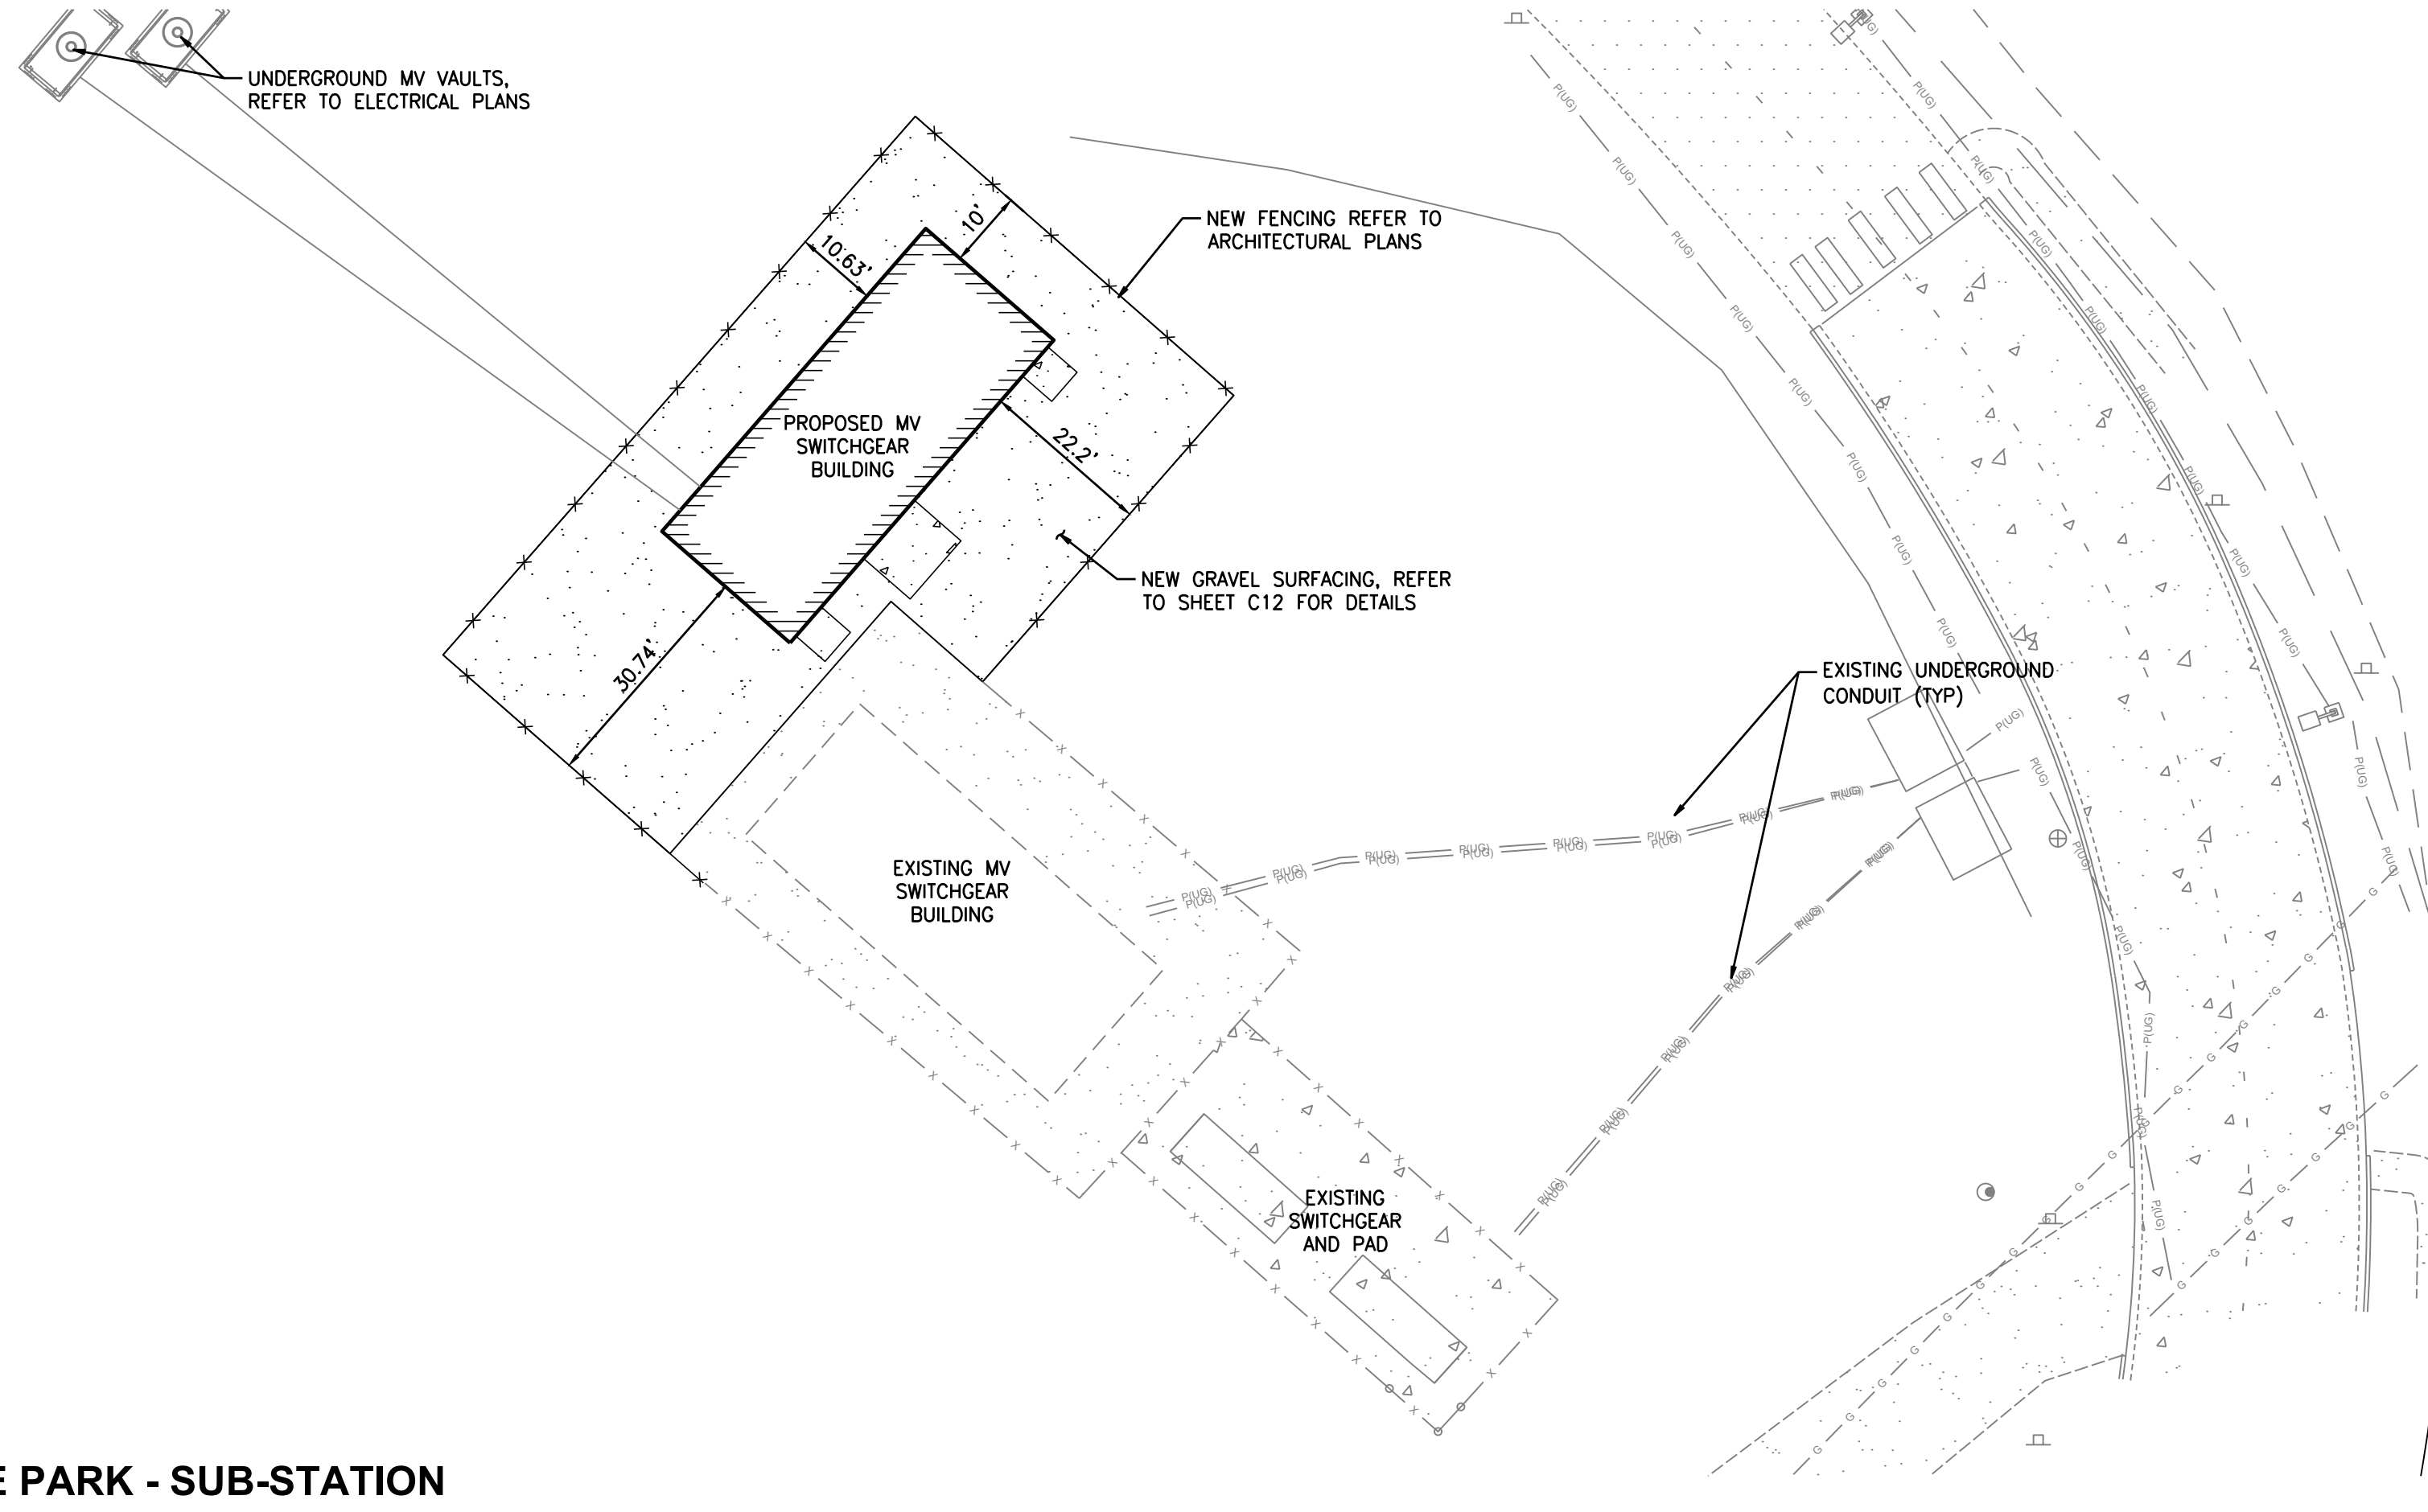 UNDERGROUND MV VAULTS,
REFER TO ELECTRICAL PLANS
10'
10.63'
NEW FENCING REFER TO
ARCHITECTURAL PLANS
PROPOSED MV
SWITCHGEAR
BUILDING
22.2'
NEW GRAVEL SURFACING, REFER
TO SHEET C12 FOR DETAILS
30.74'
EXISTING UNDERGROUND
CONDUIT (TYP)
EXISTING MV
SWITCHGEAR
BUILDING
EXISTING
SWITCHGEAR
AND PAD
P(UG)
G
PARK - SUB-STATION